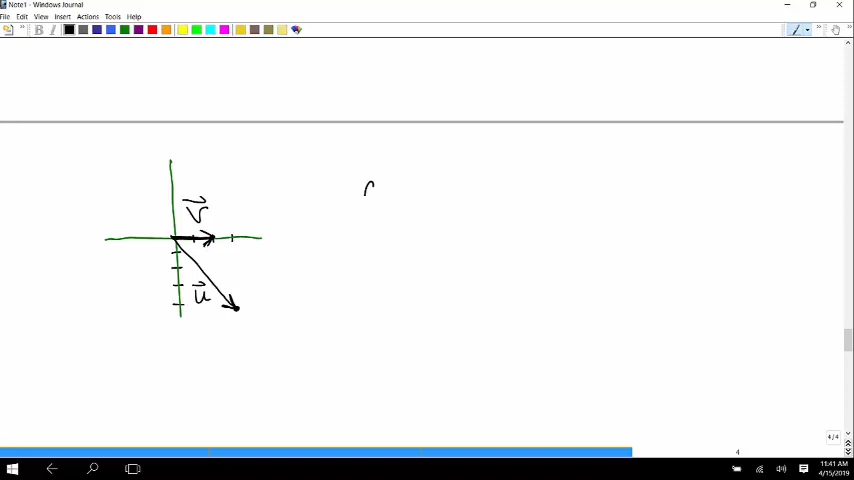 Note1 - Windows Journal
File Edit View Insert Actions Tools Help
B I
v⃗
u⃗
4/4
4
11:41 AM
4/15/2019